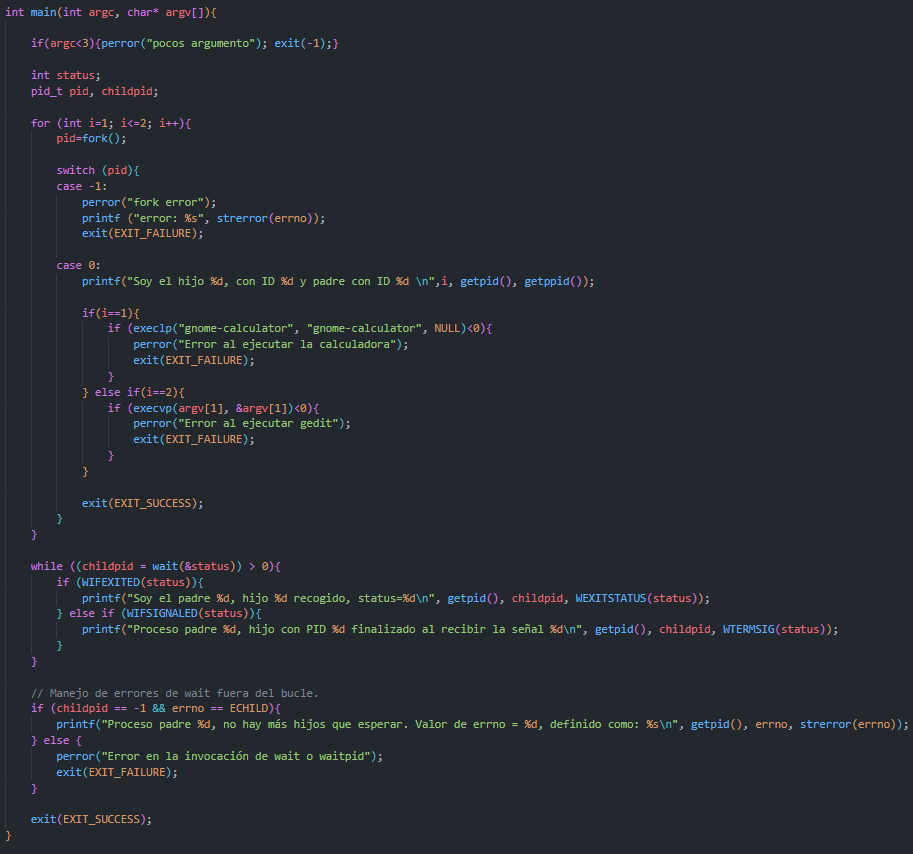 int main(int argc, char* argv[]){
if(argc<3){perror("pocos argumento"); exit(-1);}
int status;
pid_t pid, childpid;
for (int i=1; i<=2; i++){
pid=fork();
switch (pid){
case -1:
perror("fork error");
printf ("error: %s", strerror(errno));
exit(EXIT_FAILURE);
case 0:
printf("Soy el hijo %d, con ID %d y padre con ID %d \n",i, getpid(), getppid());
if(i==1){
if (execlp("gnome-calculator", "gnome-calculator", NULL)<0){
perror("Error al ejecutar la calculadora");
exit(EXIT_FAILURE);
}
} else if(i==2){
if (execvp(argv[1], &argv[1])<0){
perror("Error al ejecutar gedit");
exit(EXIT_FAILURE);
}
}
exit(EXIT_SUCCESS);
}
}
while ((childpid = wait(&status)) > 0){
if (WIFEXITED(status)){
printf("Soy el padre %d, hijo %d recogido, status=%d\n", getpid(), childpid, WEXITSTATUS(status));
} else if (WIFSIGNALED(status)){
printf("Proceso padre %d, hijo con PID %d finalizado al recibir la señal %d\n", getpid(), childpid, WTERMSIG(status));
}
}
// Manejo de errores de wait fuera del bucle.
if (childpid == -1 && errno == ECHILD){
printf("Proceso padre %d, no hay más hijos que esperar. Valor de errno = %d, definido como: %s\n", getpid(), errno, strerror(errno));
} else {
perror("Error en la invocación de wait o waitpid");
exit(EXIT_FAILURE);
}
exit(EXIT_SUCCESS);
}